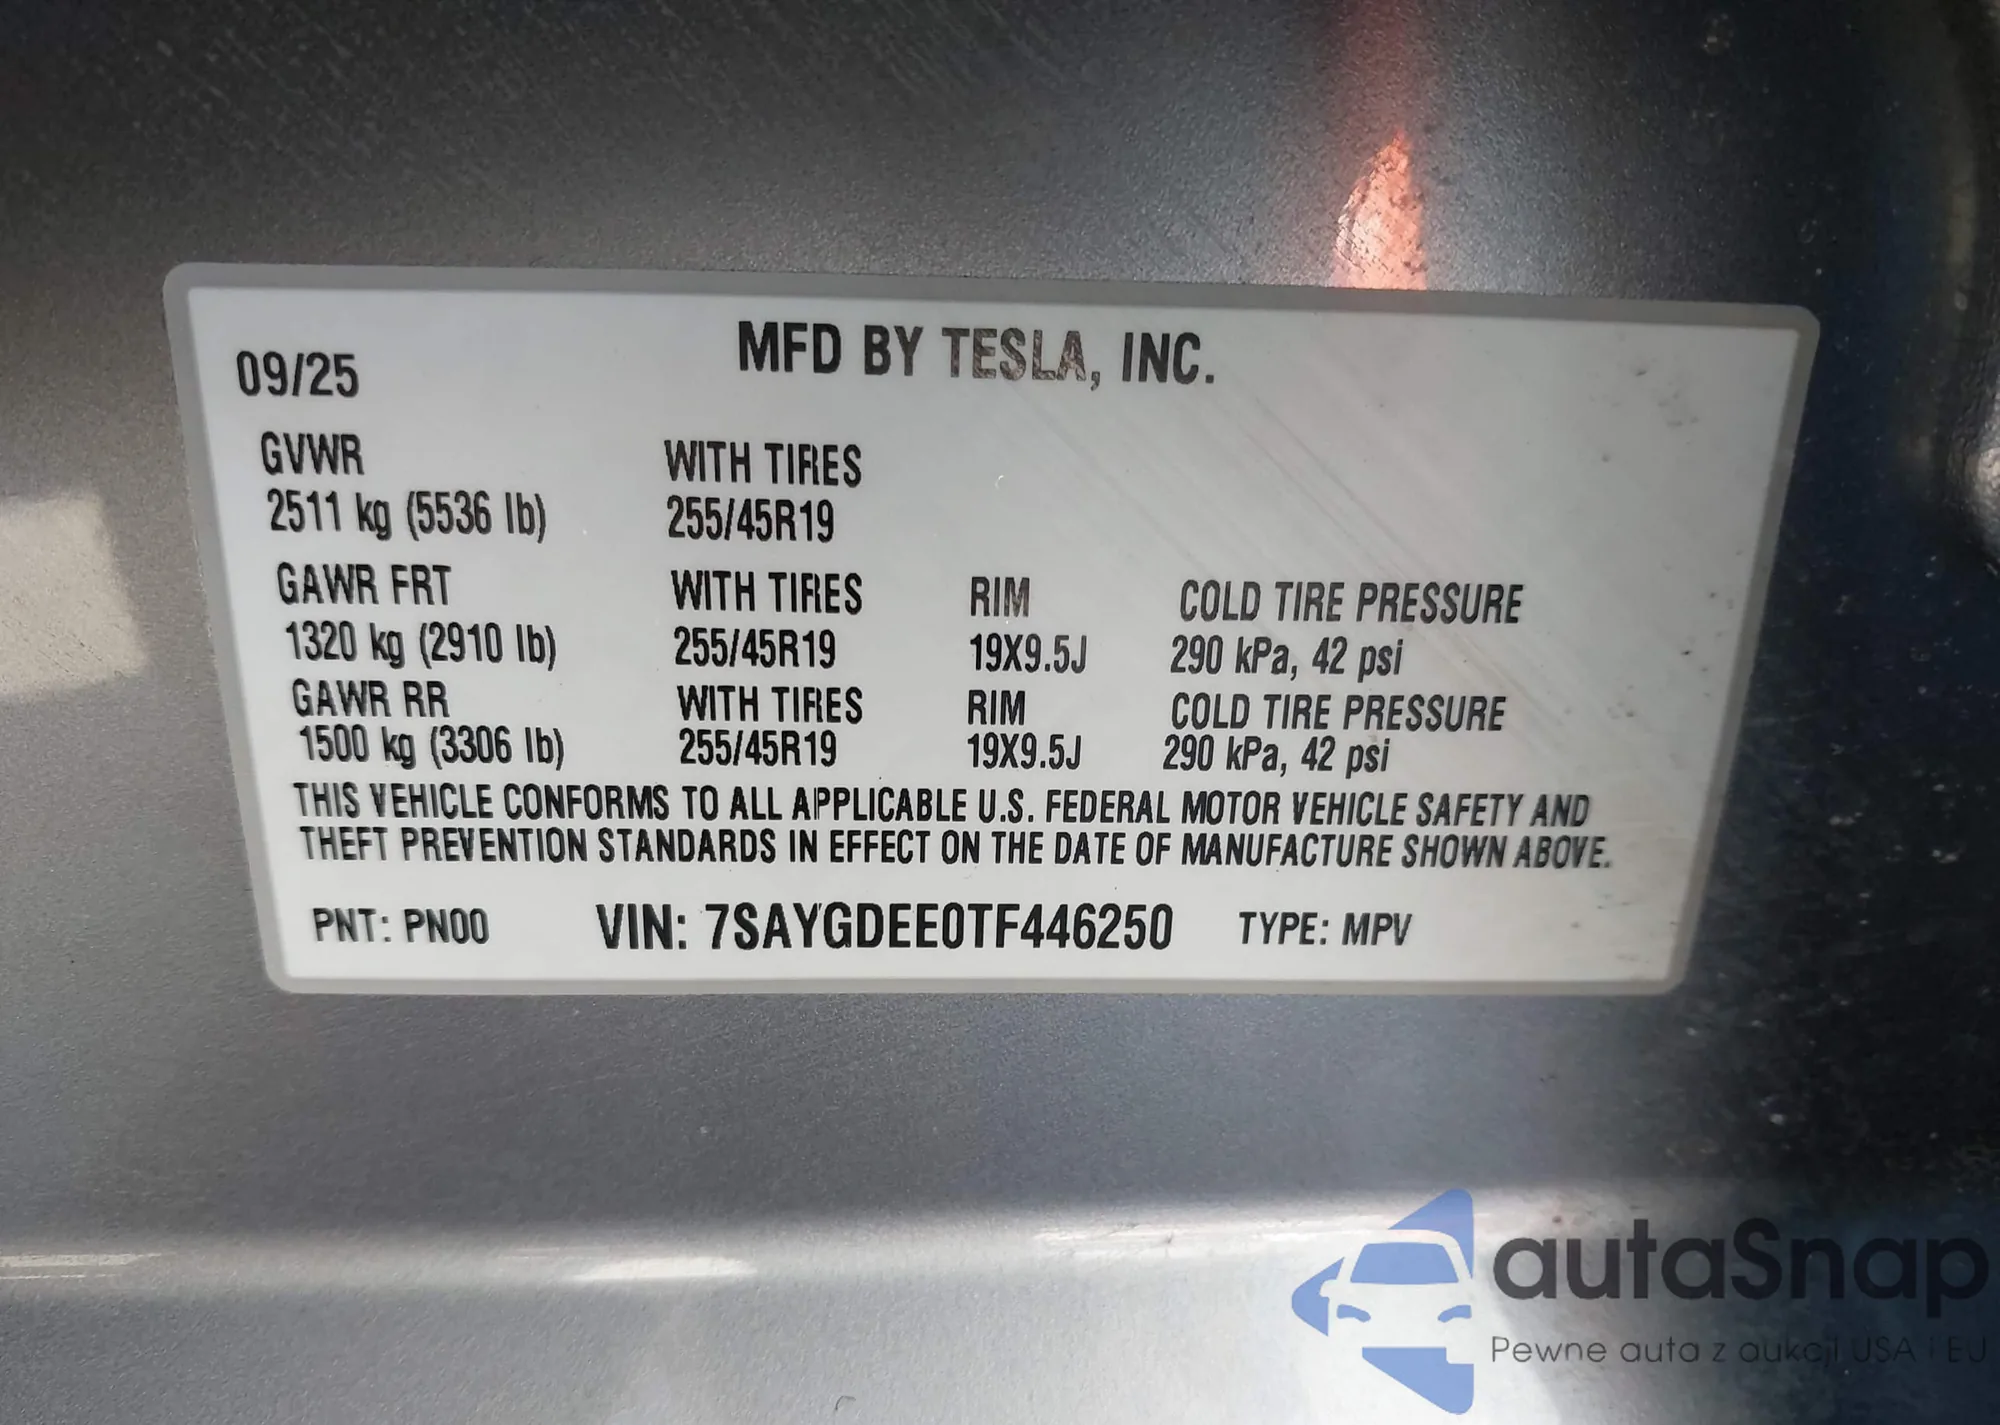 09/25 MFD BY TESLA, INC.
GVWR WITH TIRES
2511 kg (5536 lb) 255/45R19
GAWR FRT WITH TIRES RIM COLD TIRE PRESSURE
1320 kg (2910 lb) 255/45R19 19X9.5J 290 kPa, 42 psi
GAWR RR WITH TIRES RIM COLD TIRE PRESSURE
1500 kg (3306 lb) 255/45R19 19X9.5J 290 kPa, 42 psi
THIS VEHICLE CONFORMS TO ALL APPLICABLE U.S. FEDERAL MOTOR VEHICLE SAFETY AND
THEFT PREVENTION STANDARDS IN EFFECT ON THE DATE OF MANUFACTURE SHOWN ABOVE.
PNT: PN00 VIN: 7SAYGDEE0TF446250 TYPE: MPV
autaSnap
Pewne auta z aukcji USA i EU